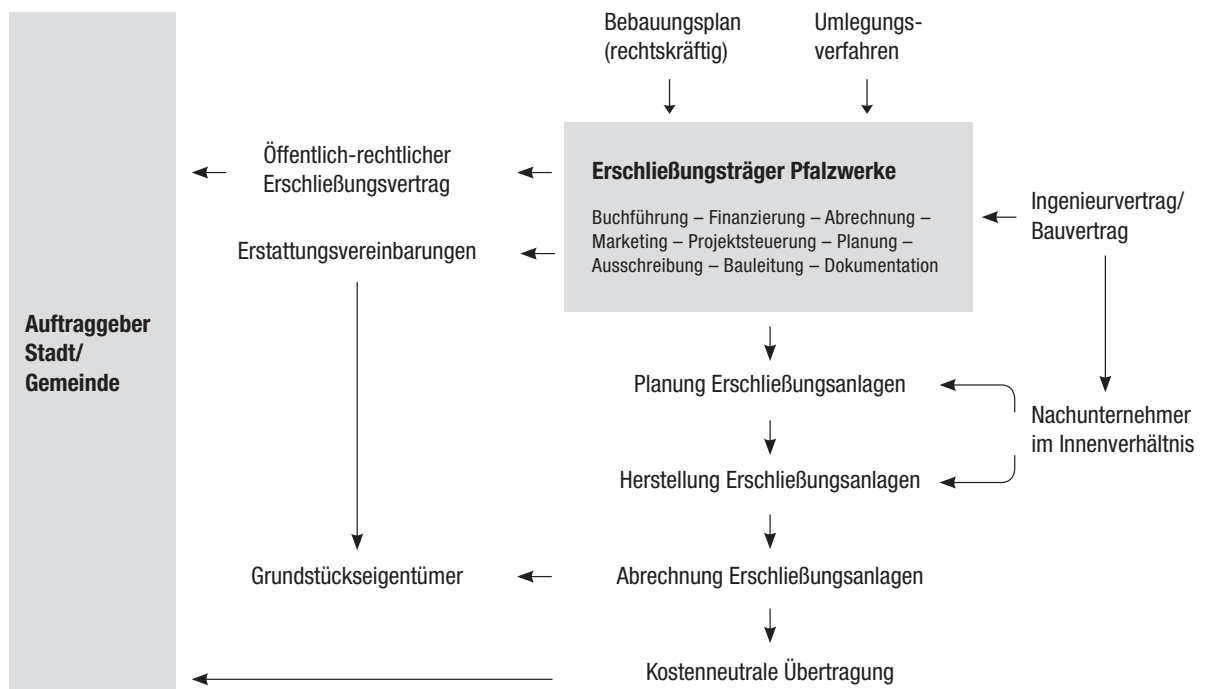 Bebauungsplan
(rechtskräftig)
Umlegungs-
verfahren
Öffentlich-rechtlicher
Erschließungsvertrag
Erstattungsvereinbarungen
Erschließungsträger Pfalzwerke
Buchführung – Finanzierung – Abrechnung –
Marketing – Projektsteuerung – Planung –
Ausschreibung – Bauleitung – Dokumentation
Ingenieurvertrag/
Bauvertrag
Auftraggeber
Stadt/
Gemeinde
Planung Erschließungsanlagen
Nachunternehmer
im Innenverhältnis
Herstellung Erschließungsanlagen
Grundstückseigentümer
Abrechnung Erschließungsanlagen
Kostenneutrale Übertragung